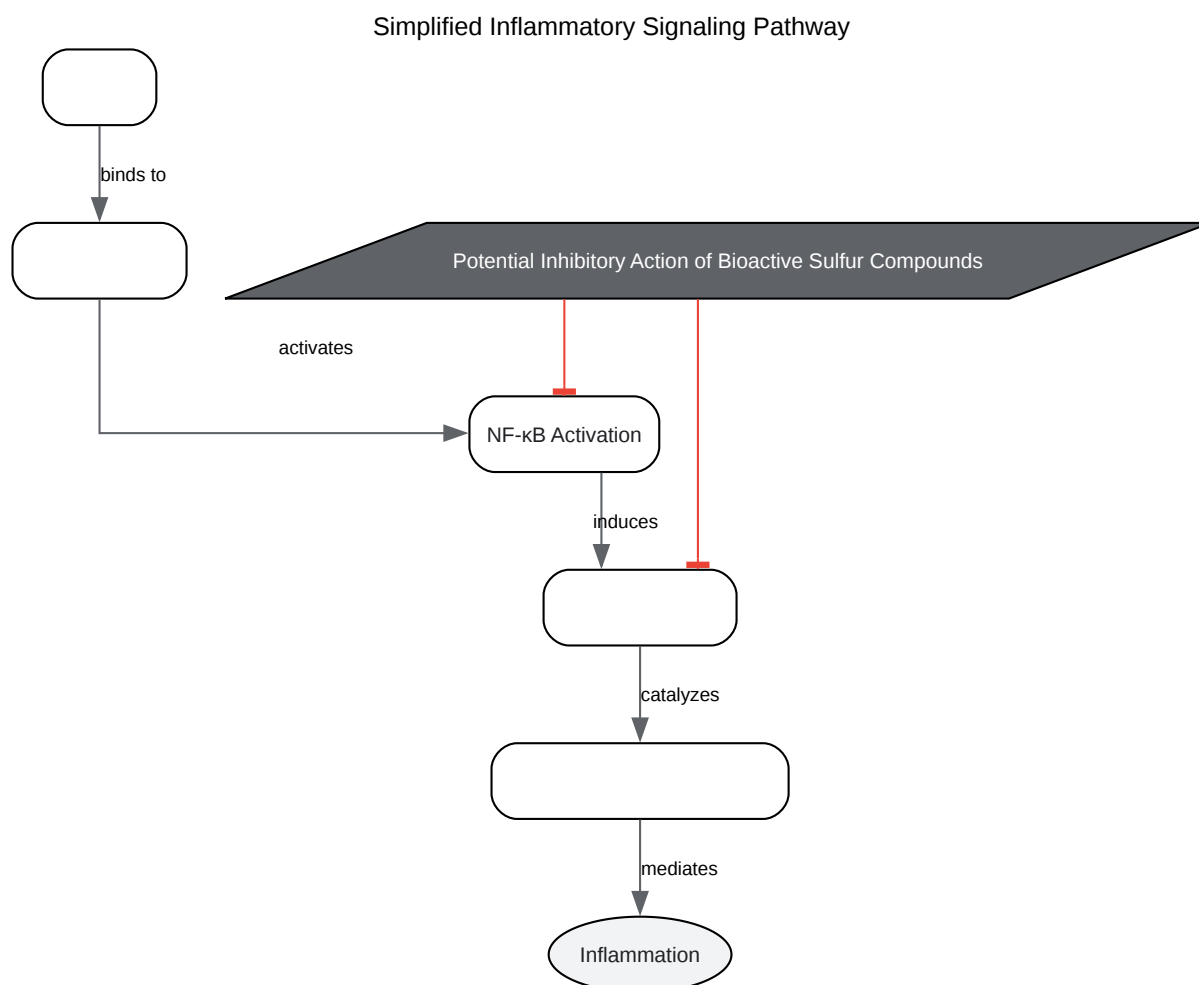 Simplified Inflammatory Signaling Pathway
binds to
Potential Inhibitory Action of Bioactive Sulfur Compounds
activates
NF-κB Activation
induces
catalyzes
mediates
Inflammation